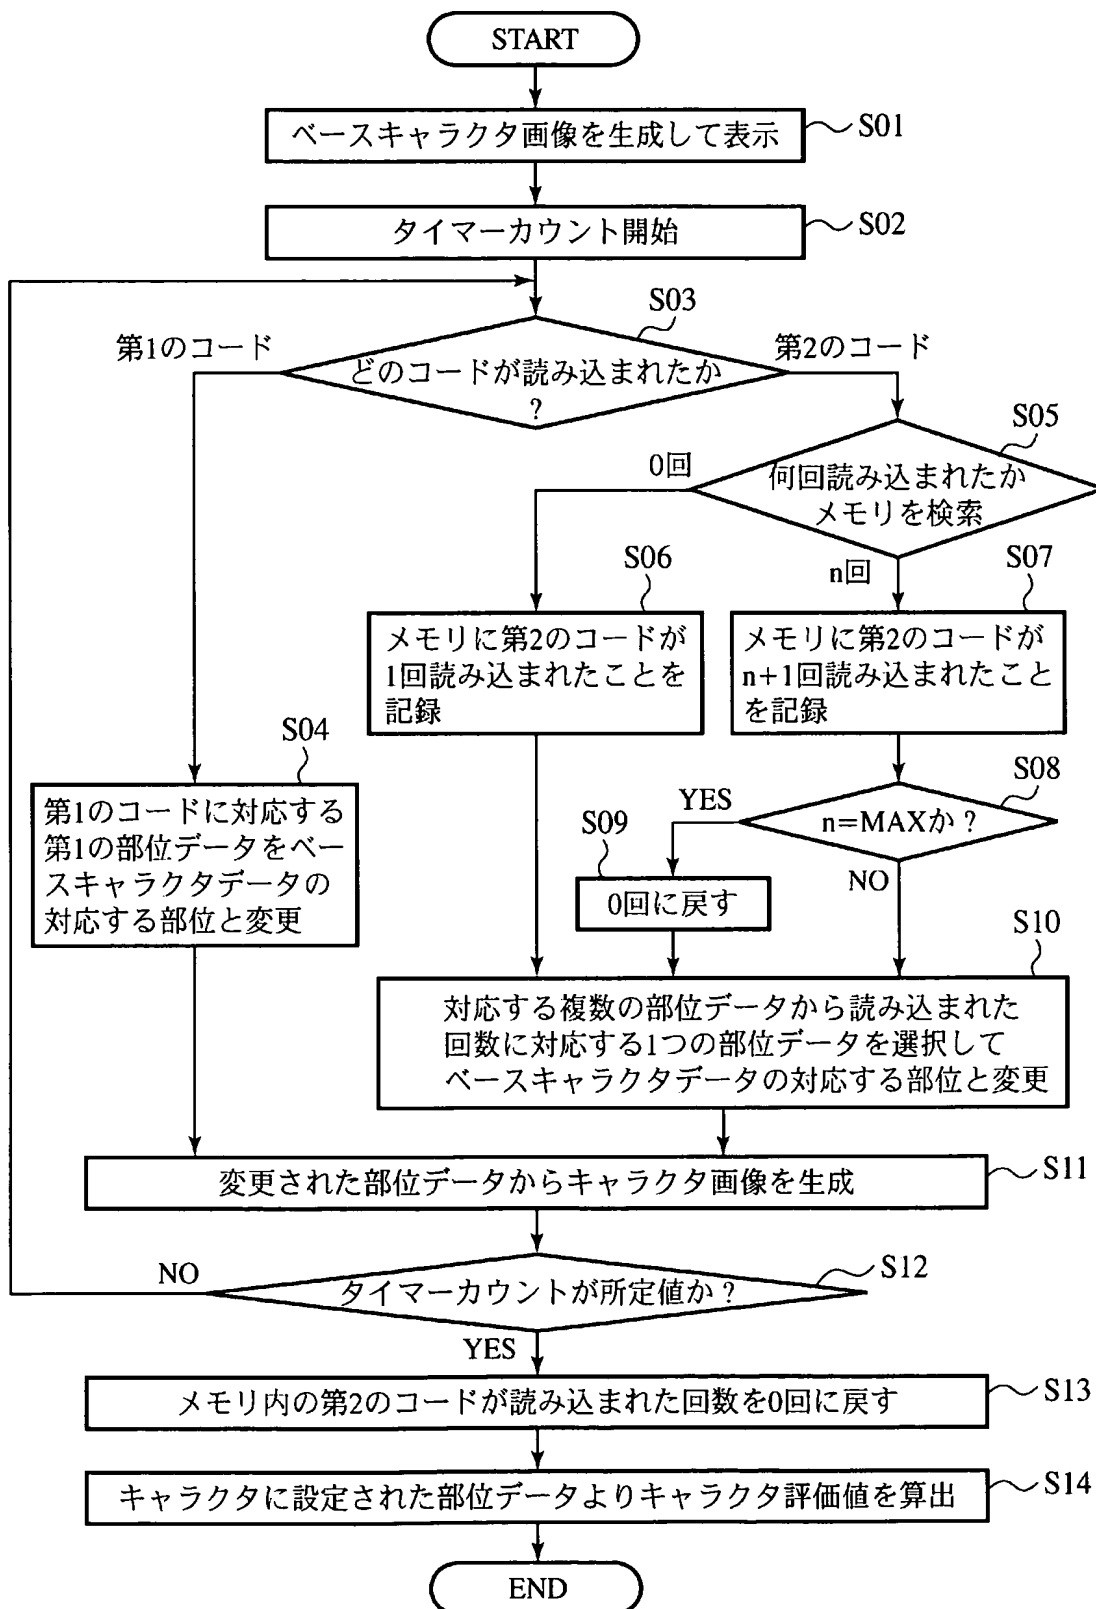 START
ベースキャラクタ画像を生成して表示
S01
タイマーカウント開始
S02
S03
第1のコード
第2のコード
どのコードが読み込まれたか
?
S05
0回
何回読み込まれたか
メモリを検索
n回
S06
メモリに第2のコードが
1回読み込まれたことを
記録
S07
メモリに第2のコードが
n+1回読み込まれたこと
を記録
S04
第1のコードに対応する
第1の部位データをベー
スキャラクタデータの
対応する部位と変更
S08
YES
n=MAXか?
NO
S09
0回に戻す
S10
対応する複数の部位データから読み込まれた
回数に対応する1つの部位データを選択して
ベースキャラクタデータの対応する部位と変更
変更された部位データからキャラクタ画像を生成
S11
NO
タイマーカウントが所定値か?
S12
YES
メモリ内の第2のコードが読み込まれた回数を0回に戻す
S13
キャラクタに設定された部位データよりキャラクタ評価値を算出
S14
END